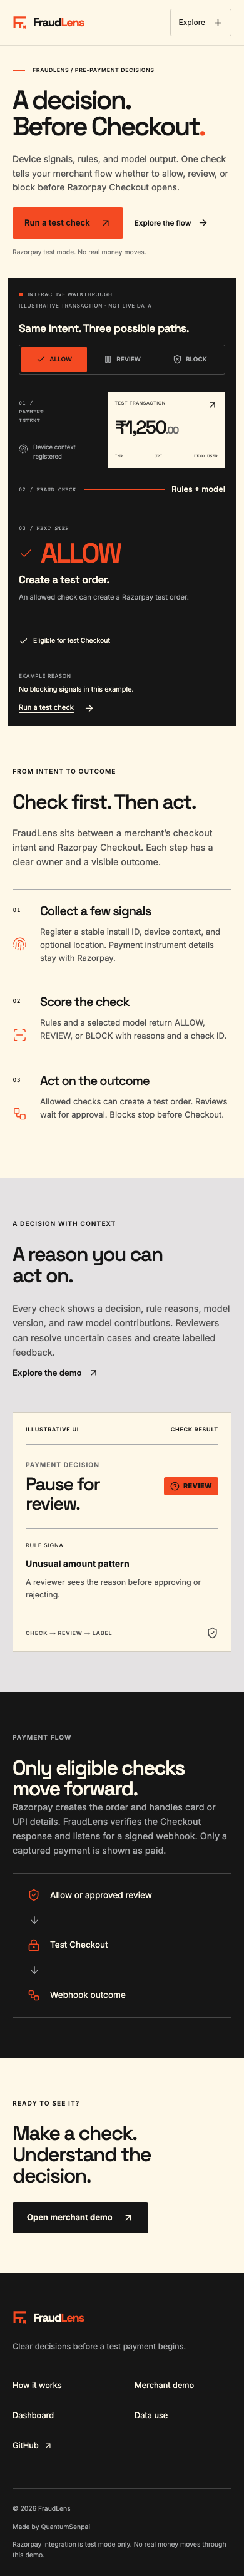 FraudLens
Explore
FRAUDLENS / PRE-PAYMENT DECISIONS
A decision.
Before Checkout.
Device signals, rules, and model output. One check
tells your merchant flow whether to allow, review, or
block before Razorpay Checkout opens.
Run a test check
Explore the flow
Razorpay test mode. No real money moves.
INTERACTIVE WALKTHROUGH
ILLUSTRATIVE TRANSACTION · NOT LIVE DATA
Same intent. Three possible paths.
ALLOW
REVIEW
BLOCK
01 /
PAYMENT
INTENT
Device context
registered
TEST TRANSACTION
₹1,250.00
INR
UPI
DEMO USER
02 / FRAUD CHECK
Rules + model
03 / NEXT STEP
ALLOW
Create a test order.
An allowed check can create a Razorpay test order.
Eligible for test Checkout
EXAMPLE REASON
No blocking signals in this example.
Run a test check
FROM INTENT TO OUTCOME
Check first. Then act.
FraudLens sits between a merchant's checkout
intent and Razorpay Checkout. Each step has a
clear owner and a visible outcome.
01
Collect a few signals
Register a stable install ID, device context, and
optional location. Payment instrument details
stay with Razorpay.
02
Score the check
Rules and a selected model return ALLOW,
REVIEW, or BLOCK with reasons and a check ID.
03
Act on the outcome
Allowed checks can create a test order. Reviews
wait for approval. Blocks stop before Checkout.
A DECISION WITH CONTEXT
A reason you can
act on.
Every check shows a decision, rule reasons, model
version, and raw model contributions. Reviewers
can resolve uncertain cases and create labelled
feedback.
Explore the demo
ILLUSTRATIVE UI
CHECK RESULT
PAYMENT DECISION
Pause for
review.
REVIEW
RULE SIGNAL
Unusual amount pattern
A reviewer sees the reason before approving or
rejecting.
CHECK → REVIEW → LABEL
PAYMENT FLOW
Only eligible checks
move forward.
Razorpay creates the order and handles card or
UPI details. FraudLens verifies the Checkout
response and listens for a signed webhook. Only a
captured payment is shown as paid.
Allow or approved review
Test Checkout
Webhook outcome
READY TO SEE IT?
Make a check.
Understand the
decision.
Open merchant demo
FraudLens
Clear decisions before a test payment begins.
How it works
Merchant demo
Dashboard
Data use
GitHub
© 2026 FraudLens
Made by QuantumSenpai
Razorpay integration is test mode only. No real money moves through
this demo.